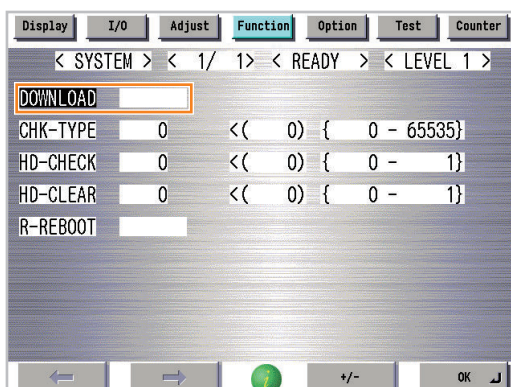 Display I/O Adjust Function Option Test Counter
< SYSTEM > < 1/ 1> < READY > < LEVEL 1 >
DOWNLOAD
CHK-TYPE 0 <( 0) { 0 - 65535}
HD-CHECK 0 <( 0) { 0 - 1}
HD-CLEAR 0 <( 0) { 0 - 1}
R-REBOOT
+/- OK